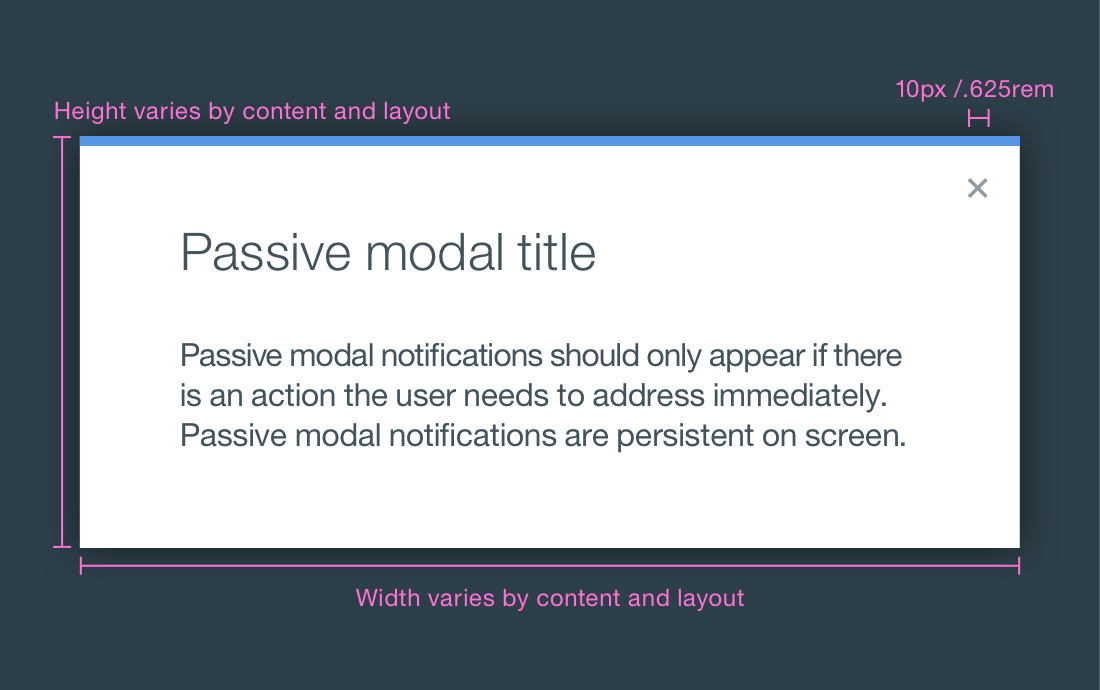 10px /.625rem
Height varies by content and layout
Passive modal title
Passive modal notifications should only appear if there
is an action the user needs to address immediately.
Passive modal notifications are persistent on screen.
Width varies by content and layout